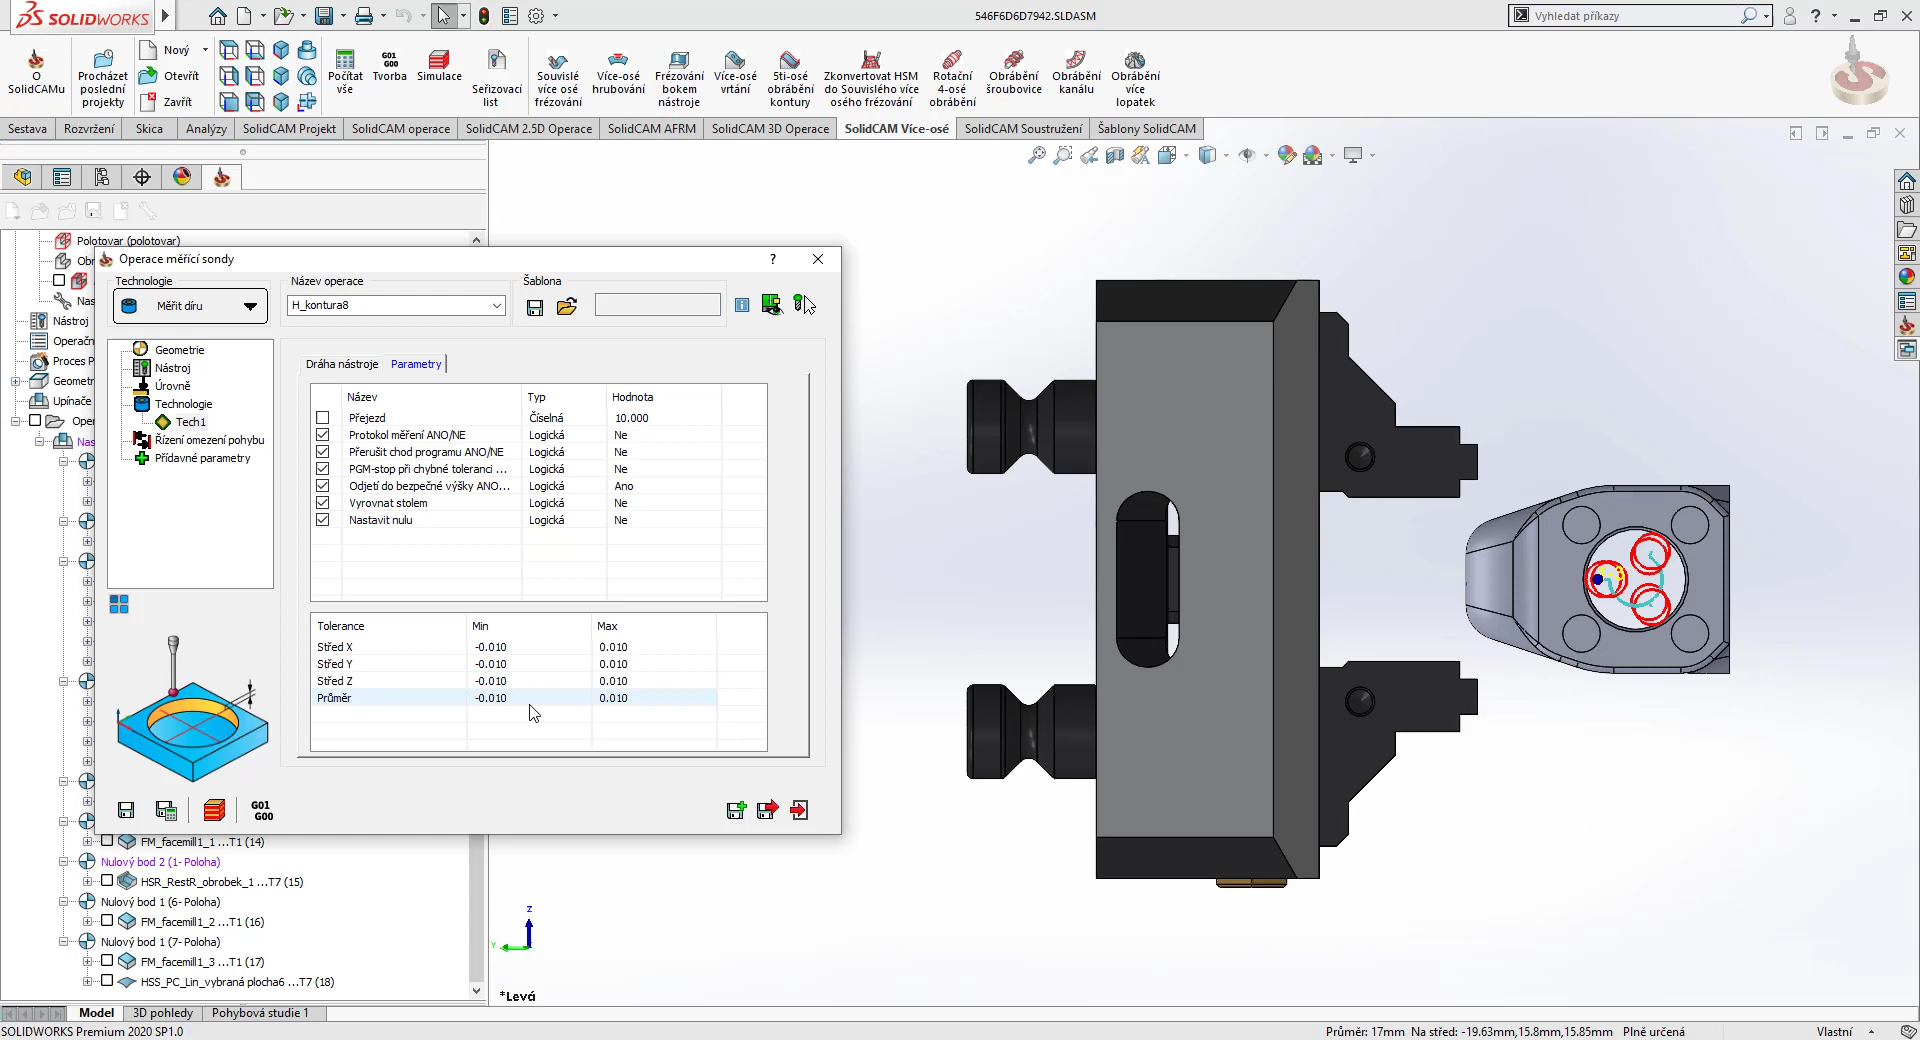 SOLIDWORKS
546F6D6D7942.SLDASM
Vyhledat příkazy
O SolidCAMu
Procházet poslední projekty
Nový
Otevřít
Zavřít
Počítat vše
G01 G00
Tvorba
Simulace
Seřizovací list
Souvislé více osé frézování
Více-osé hrubování
Frézování bokem nástroje
Více-osé vrtání
5ti-osé obrábění kontury
Zkonvertovat HSM do Souvislého více osého frézování
Rotační 4-osé obrábění
Obrábění šroubovice
Obrábění kanálu
Obrábění více lopatek
Sestava
Rozvržení
Skica
Analýzy
SolidCAM Projekt
SolidCAM operace
SolidCAM 2.5D Operace
SolidCAM AFRM
SolidCAM 3D Operace
SolidCAM Více-osé
SolidCAM Soustružení
Šablony SolidCAM
Polotovar (polotovar)
Obr
Nas
Nástroj
Operačn
Proces P
Geomet
Upínače
Oper
Nas
Operace měřící sondy
Technologie
Měřit díru
Název operace
H_kontura8
Šablona
Geometrie
Nástroj
Úrovně
Technologie
Tech1
Řízení omezení pohybu
Přídavné parametry
Dráha nástroje
Parametry
Název Typ Hodnota
Přejezd Číselná 10.000
Protokol měření ANO/NE Logická Ne
Přerušit chod programu ANO/NE Logická Ne
PGM-stop při chybné toleranci ... Logická Ne
Odjetí do bezpečné výšky ANO... Logická Ano
Vyrovnat stolem Logická Ne
Nastavit nulu Logická Ne
Tolerance Min Max
Střed X -0.010 0.010
Střed Y -0.010 0.010
Střed Z -0.010 0.010
Průměr -0.010 0.010
G01
G00
FM_facemill1_1 ...T1 (14)
Nulový bod 2 (1- Poloha)
HSR_RestR_obrobek_1 ...T7 (15)
Nulový bod 1 (6- Poloha)
FM_facemill1_2 ...T1 (16)
Nulový bod 1 (7- Poloha)
FM_facemill1_3 ...T1 (17)
HSS_PC_Lin_vybraná plocha6 ...T7 (18)
Z
Y
*Levá
Model
3D pohledy
Pohybová studie 1
SOLIDWORKS Premium 2020 SP1.0
Průměr: 17mm Na střed: -19.63mm,15.8mm,15.85mm Plně určená
Vlastní